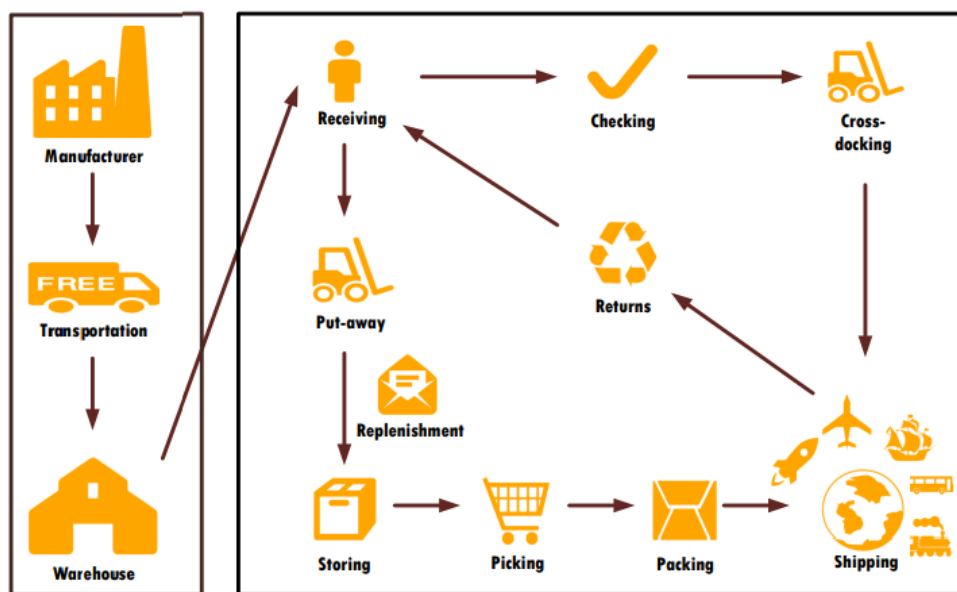 Manufacturer
FREE
Transportation
Warehouse
Receiving
Checking
Cross-
docking
Put-away
Returns
Replenishment
Storing
Picking
Packing
Shipping